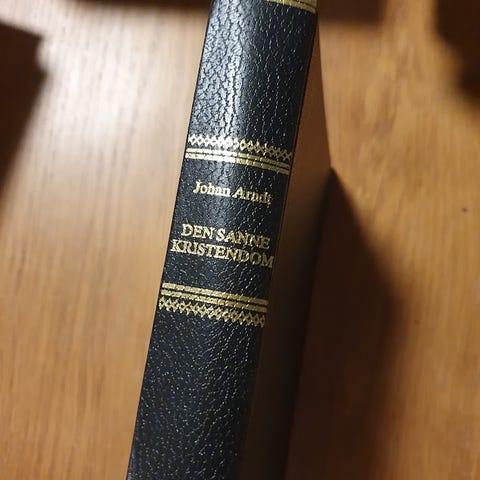 Johan Arndt
DEN SANNE
KRISTENDOM